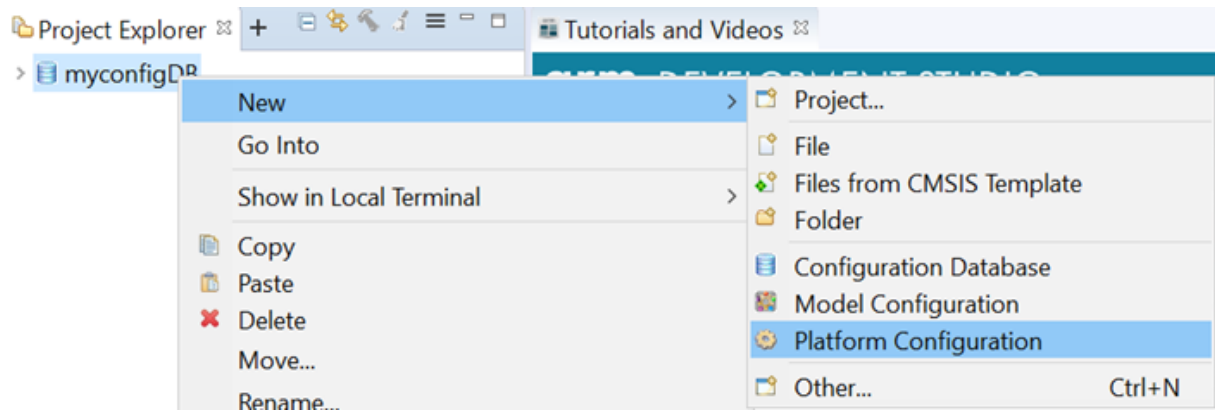 Project Explorer
Tutorials and Videos
myconfigDB
New
Project...
Go Into
File
Show in Local Terminal
Files from CMSIS Template
Folder
Copy
Configuration Database
Paste
Model Configuration
Delete
Platform Configuration
Move...
Other... Ctrl+N
Rename...